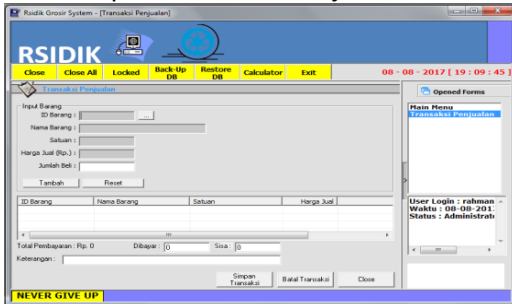 Rsidik Grosir System - [Transaksi Penjualan]
RSIDIK
Close Close All Locked Back-Up DB Restore DB Calculator Exit 08 - 08 - 2017 [ 19 : 09 : 45 ]
Transaksi Penjualan
Input Barang
ID Barang : ...
Nama Barang :
Satuan :
Harga Jual (Rp.) :
Jumlah Beli :
Tambah Reset
ID Barang Nama Barang Satuan Harga Jual
Total Pembayaran : Rp. 0 Dibayar : 0 Sisa : 0
Keterangan :
Simpan Transaksi Batal Transaksi Close
NEVER GIVE UP
Opened Forms
Main Menu
Transaksi Penjualan
User Login : rahman
Waktu : 08-08-201
Status : Administrat